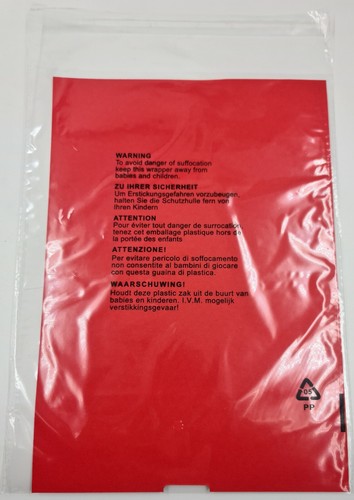 WARNING
To avoid danger of suffocation
keep this wrapper away from
babies and children.
ZU IHRER SICHERHEIT
Um Erstickungsgefahren vorzubeugen,
halten Sie die Schutzhulle fern von
Ihren Kindern
ATTENTION
Pour éviter tout danger de surrocation
tenez cet emballage plastique hors de
la portée des enfants
ATTENZIONE!
Per evitare pericolo di soffocamento
non consentite al bambini di giocare
con questa guaina di plastica.
WAARSCHUWING!
Houdt deze plastic zak uit de buurt van
babies en kinderen. I.V.M. mogelijk
verstikkingsgevaar!
05
PP